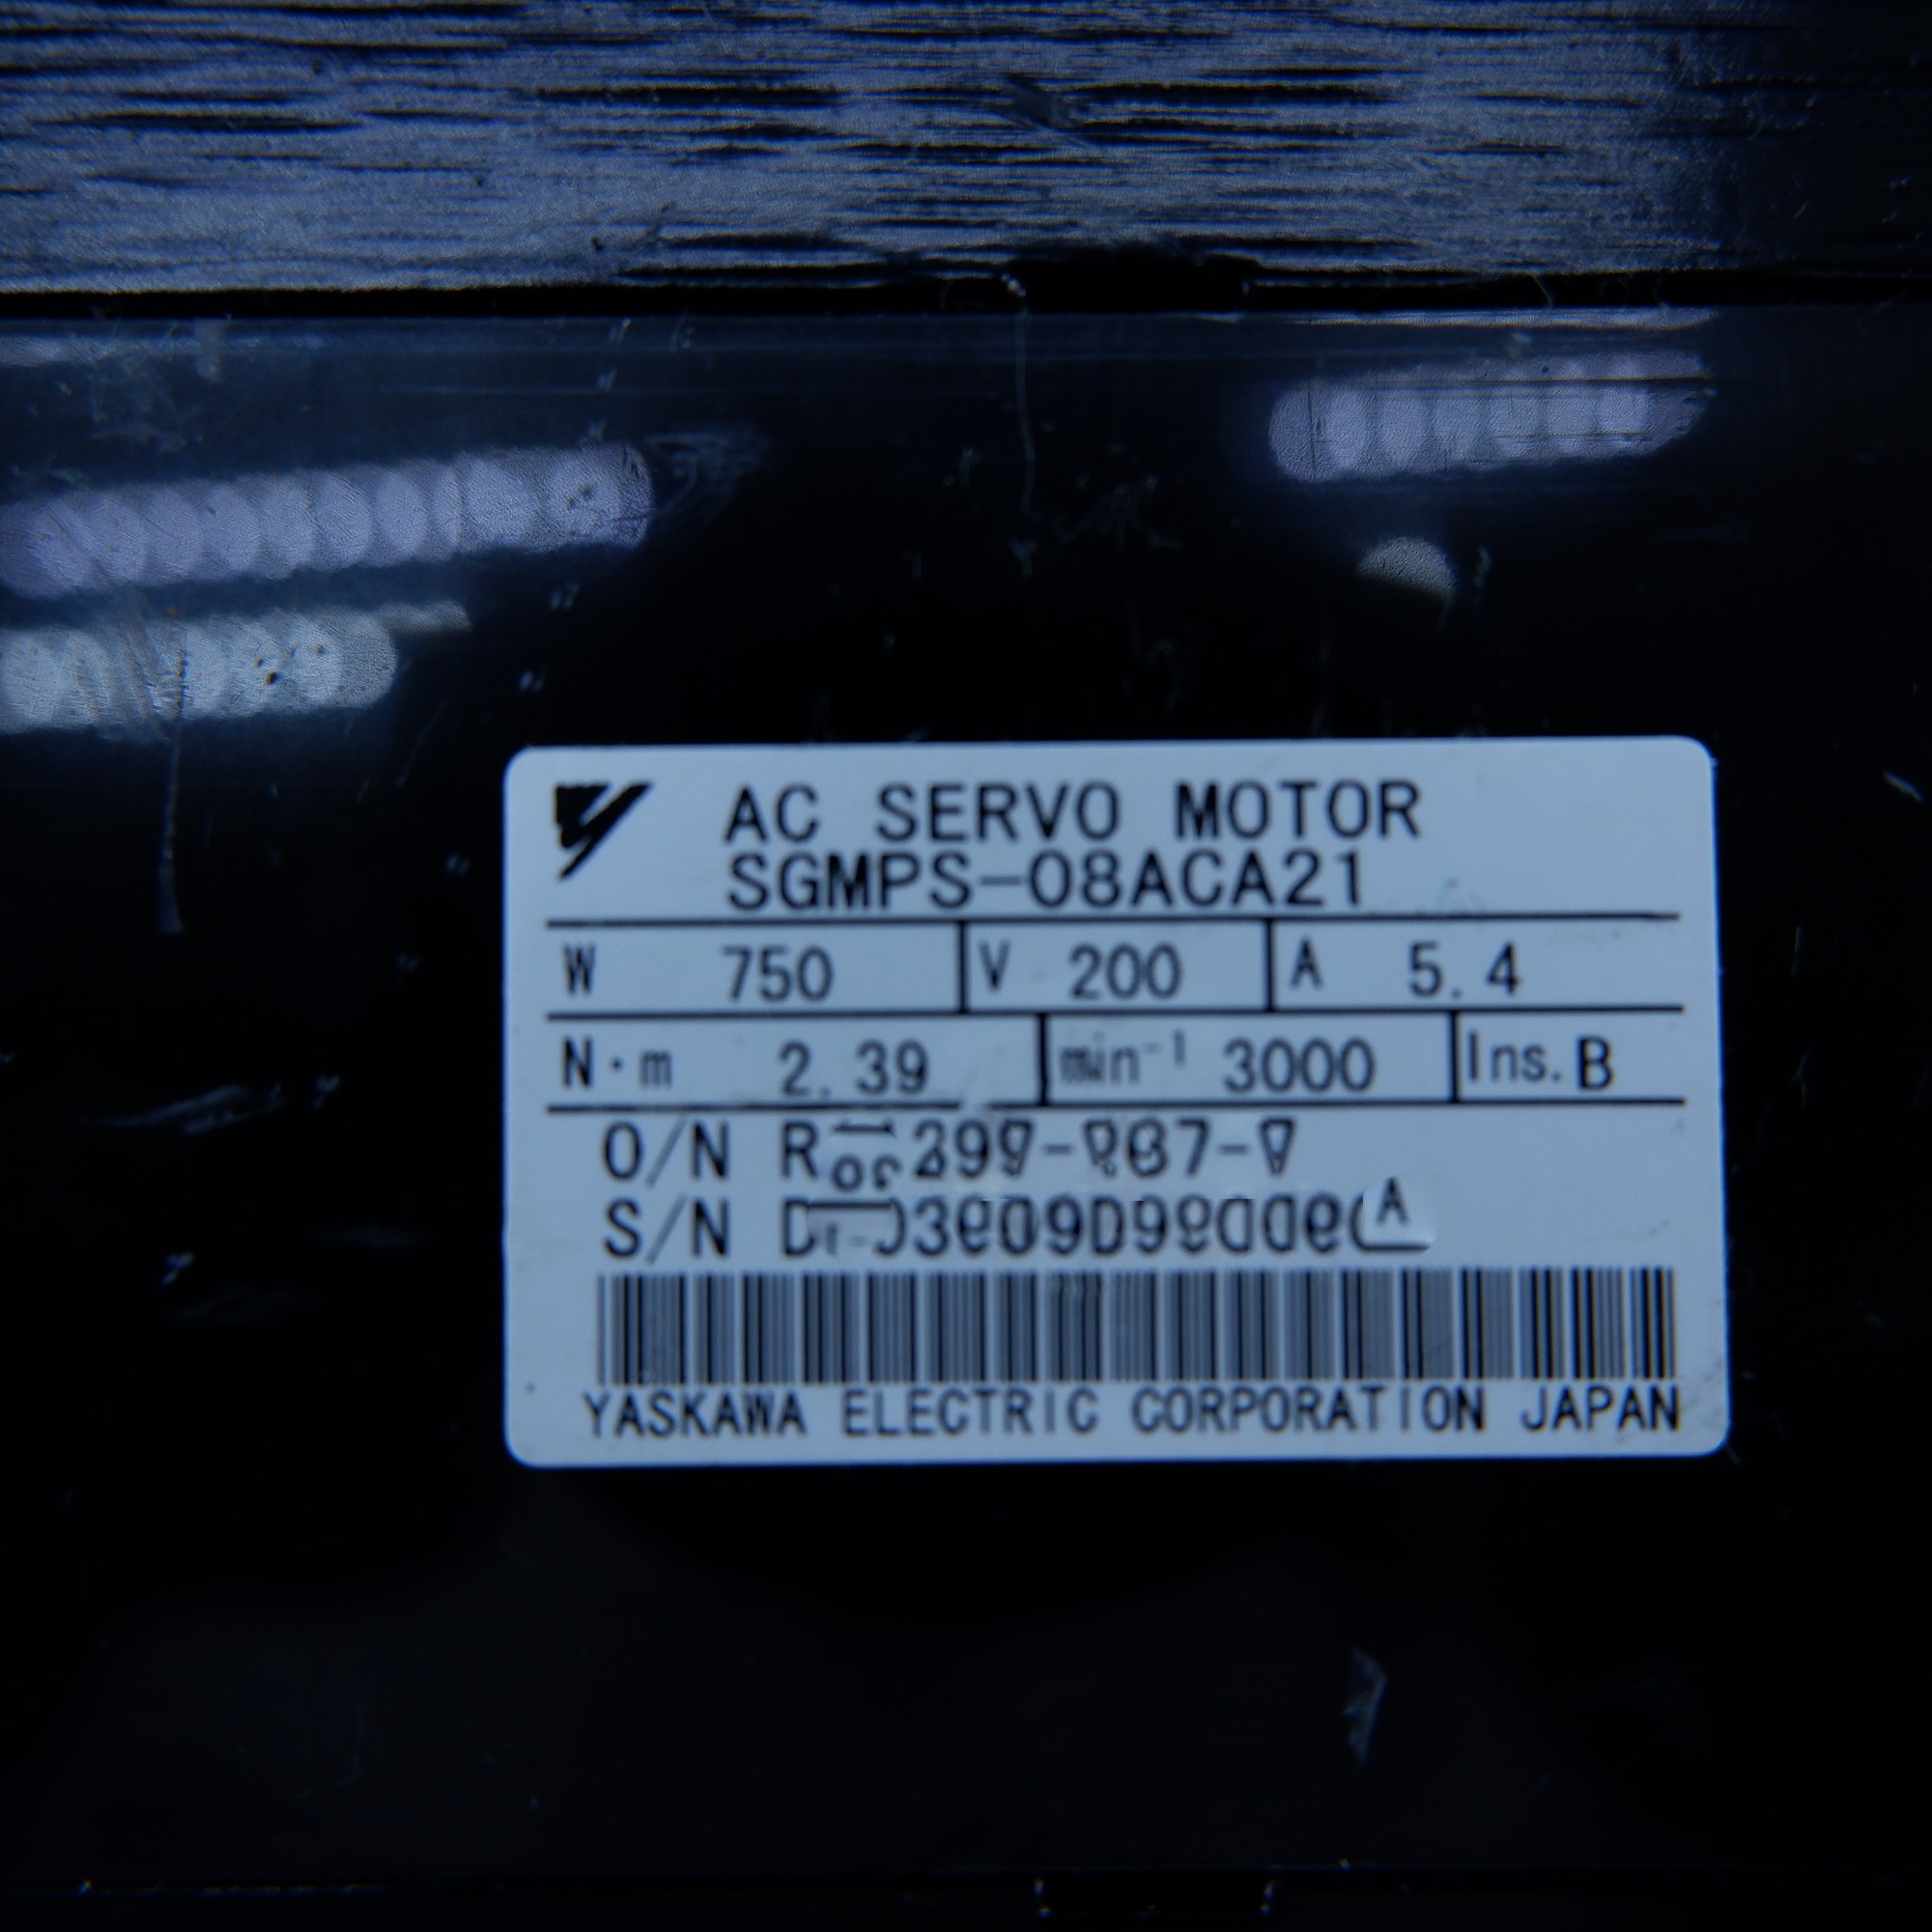 AC SERVO MOTOR
SGMPS-08ACA21
W 750 V 200 A 5.4
N·m 2.39 min⁻¹ 3000 Ins. B
O/N
S/N
YASKAWA ELECTRIC CORPORATION JAPAN